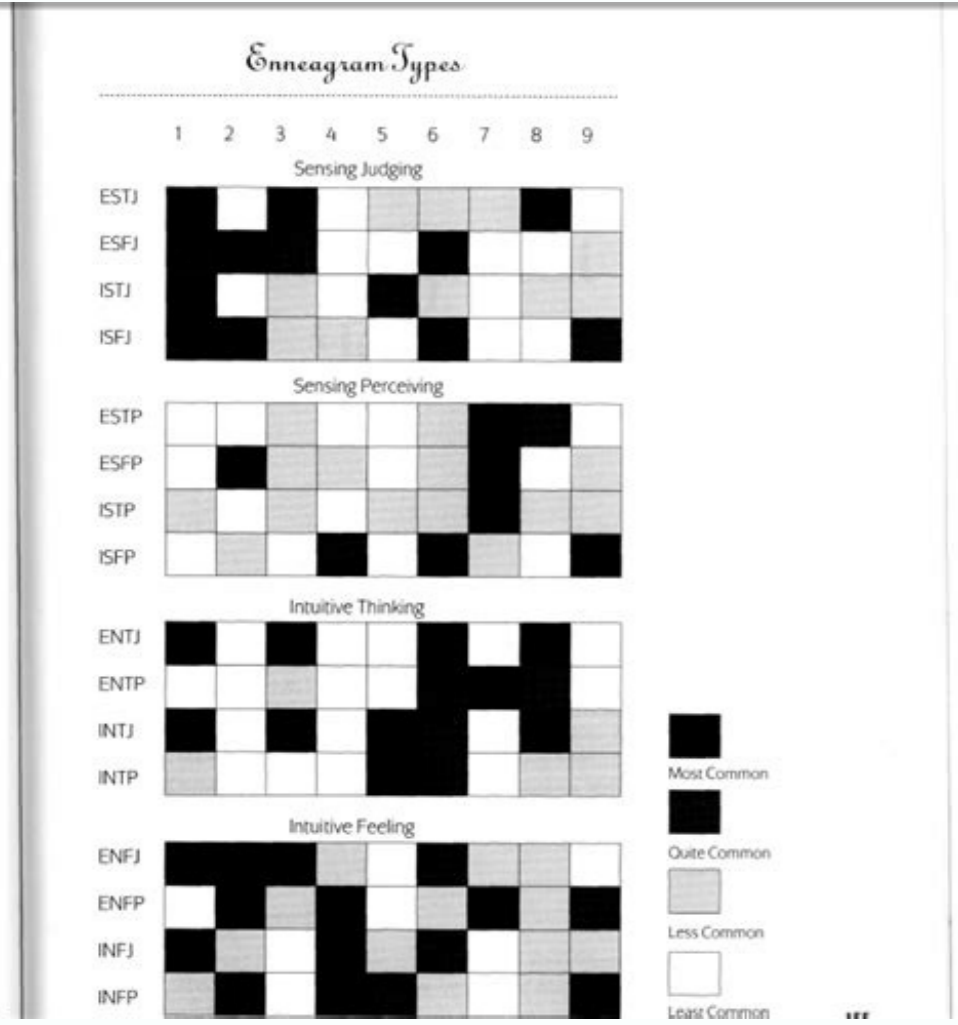 Enneagram Types
1 2 3 4 5 6 7 8 9
Sensing Judging
ESTJ
ESFJ
ISTJ
ISFJ
Sensing Perceiving
ESTP
ESFP
ISTP
ISFP
Intuitive Thinking
ENTJ
ENTP
INTJ
INTP
Intuitive Feeling
ENFJ
ENFP
INFJ
INFP
Most Common
Quite Common
Less Common
Least Common